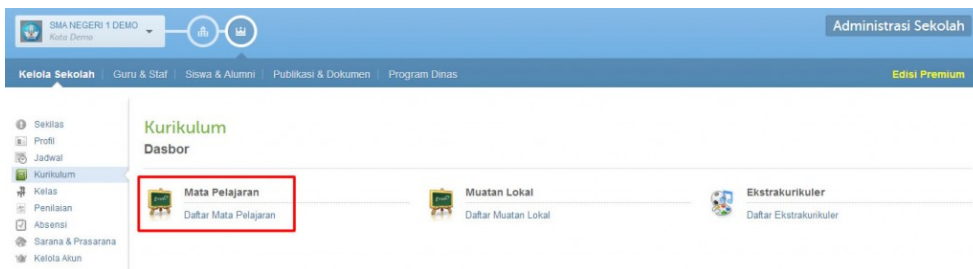 SMA NEGERI 1 DEMO
Kota Demo
Administrasi Sekolah
Kelola Sekolah
Guru & Staf
Siswa & Alumni
Publikasi & Dokumen
Program Dinas
Edisi Premium
Sekilas
Profil
Jadwal
Kurikulum
Kelas
Penilaian
Absensi
Sarana & Prasarana
Kelola Akun
Kurikulum
Dasbor
Mata Pelajaran
Daftar Mata Pelajaran
Muatan Lokal
Daftar Muatan Lokal
Ekstrakurikuler
Daftar Ekstrakurikuler